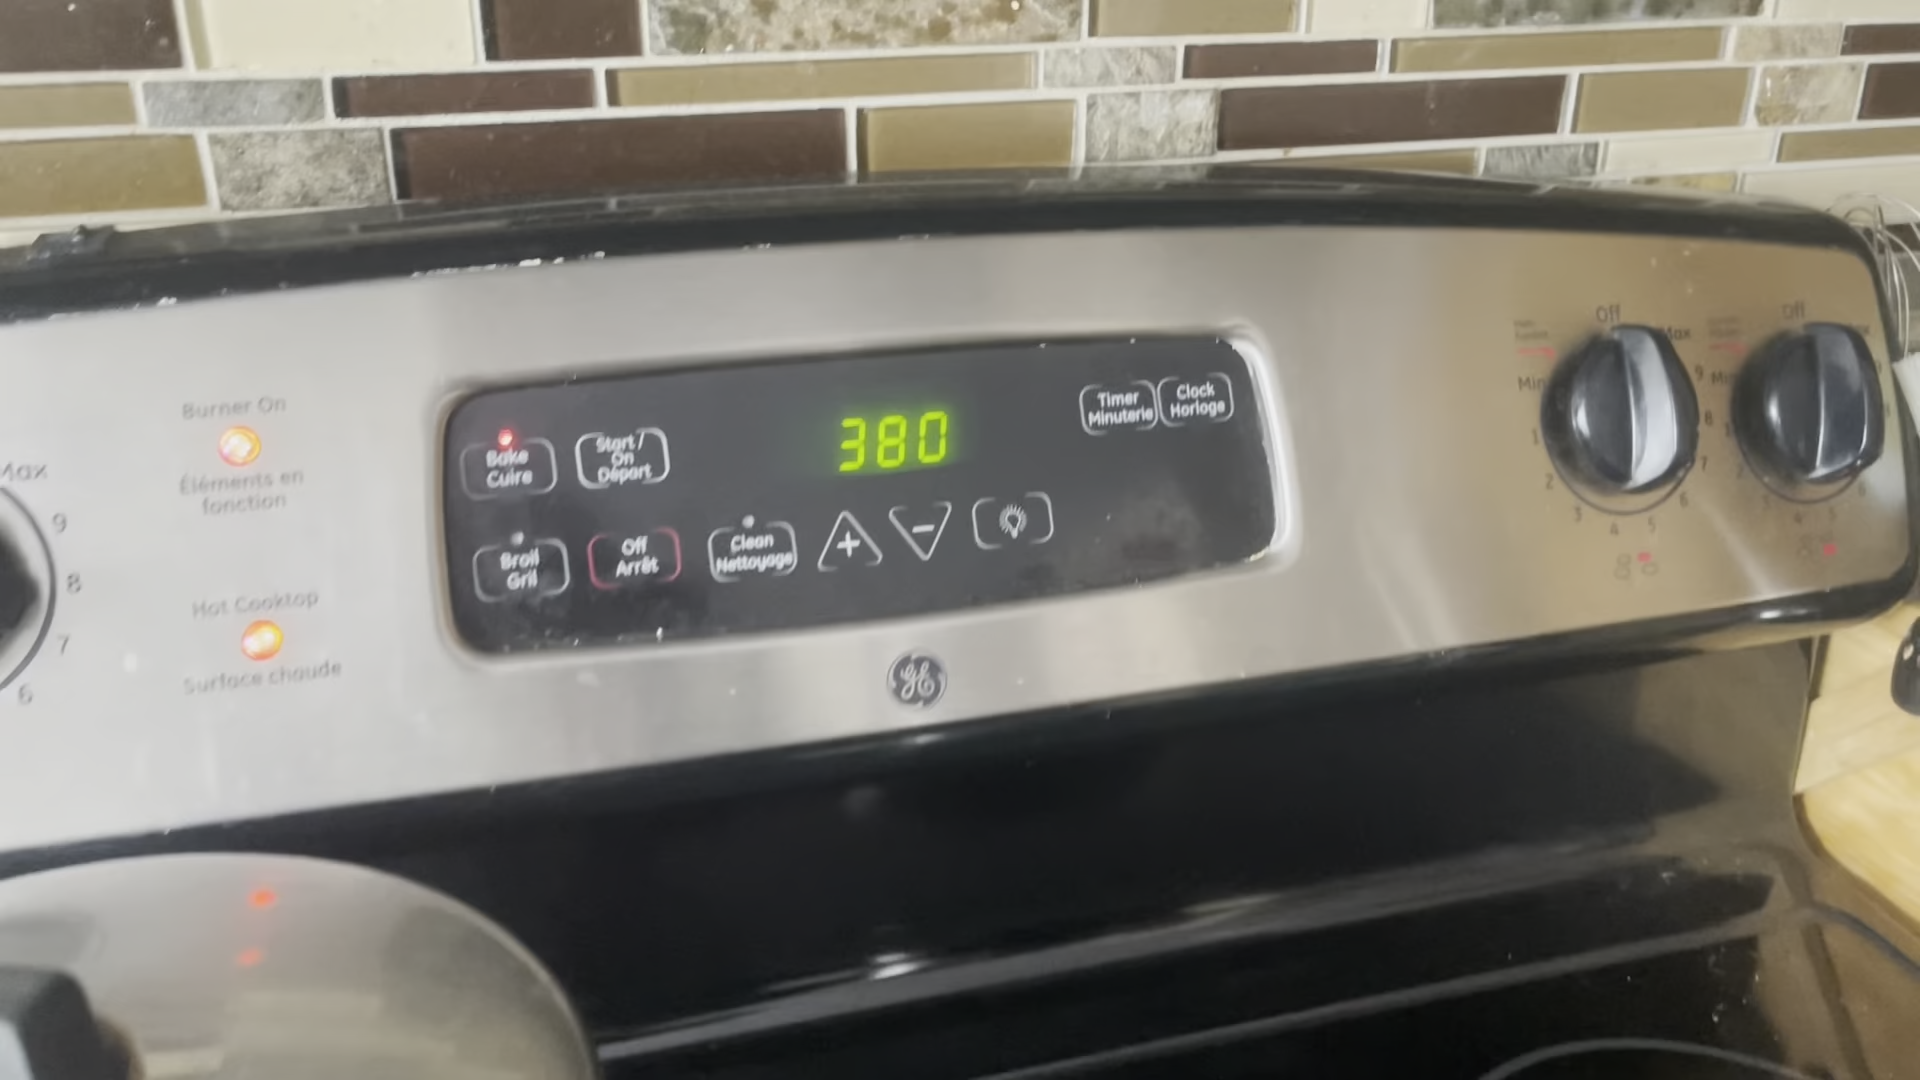 Burner On
Éléments en
fonction
Hot Cooktop
Surface chaude
Max
9
8
7
6
Bake
Cuire
Start /
On
Départ
380
Timer
Minuterie
Clock
Horloge
Broil
Gril
Off
Arrêt
Clean
Nettoyage
+
−
GE
Off
Max
Min
9
8
7
6
5
4
3
2
1
Off